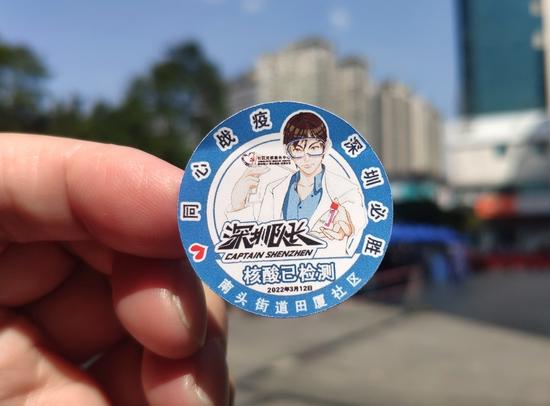 同心战疫 深圳必胜
深圳队长
CAPTAIN SHENZHEN
核酸已检测
2022年3月12日
南头街道田厦社区